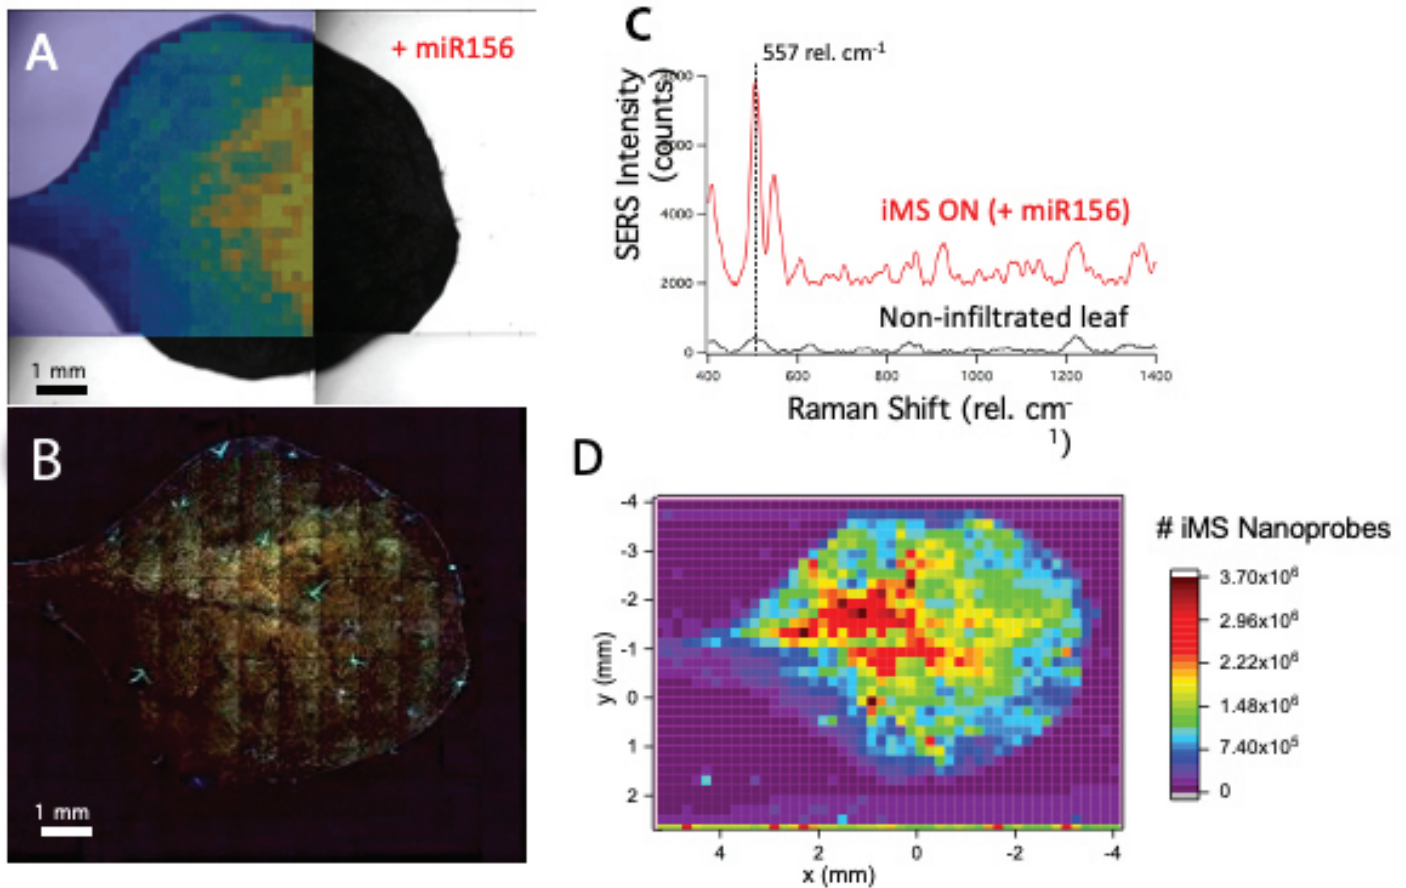 A
+ miR156
1 mm
B
1 mm
C
557 rel. cm-1
SERS Intensity
(counts)
8000
6000
4000
2000
0
iMS ON (+ miR156)
Non-infiltrated leaf
400 600 800 1000 1200 1400
Raman Shift (rel. cm-
1)
D
-4
-3
-2
-1
0
1
2
y (mm)
4 2 0 -2 -4
x (mm)
# iMS Nanoprobes
3.70x10⁶
2.96x10⁶
2.22x10⁶
1.48x10⁶
7.40x10⁵
0